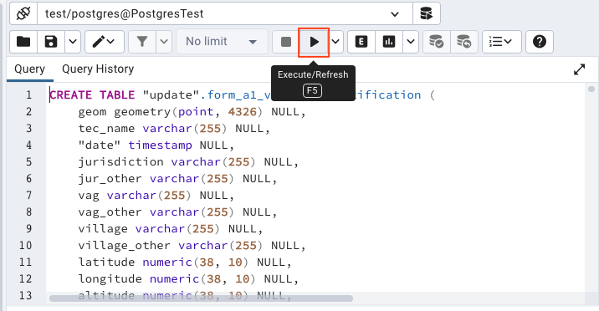 test/postgres@PostgresTest
No limit
E
Query
Query History
Execute/Refresh
F5
1 CREATE TABLE "update".form_a1_v ification (
2 geom geometry(point, 4326) NULL,
3 tec_name varchar(255) NULL,
4 "date" timestamp NULL,
5 jurisdiction varchar(255) NULL,
6 jur_other varchar(255) NULL,
7 vag varchar(255) NULL,
8 vag_other varchar(255) NULL,
9 village varchar(255) NULL,
10 village_other varchar(255) NULL,
11 latitude numeric(38, 10) NULL,
12 longitude numeric(38, 10) NULL,
13 altitude numeric(38, 10) NULL,